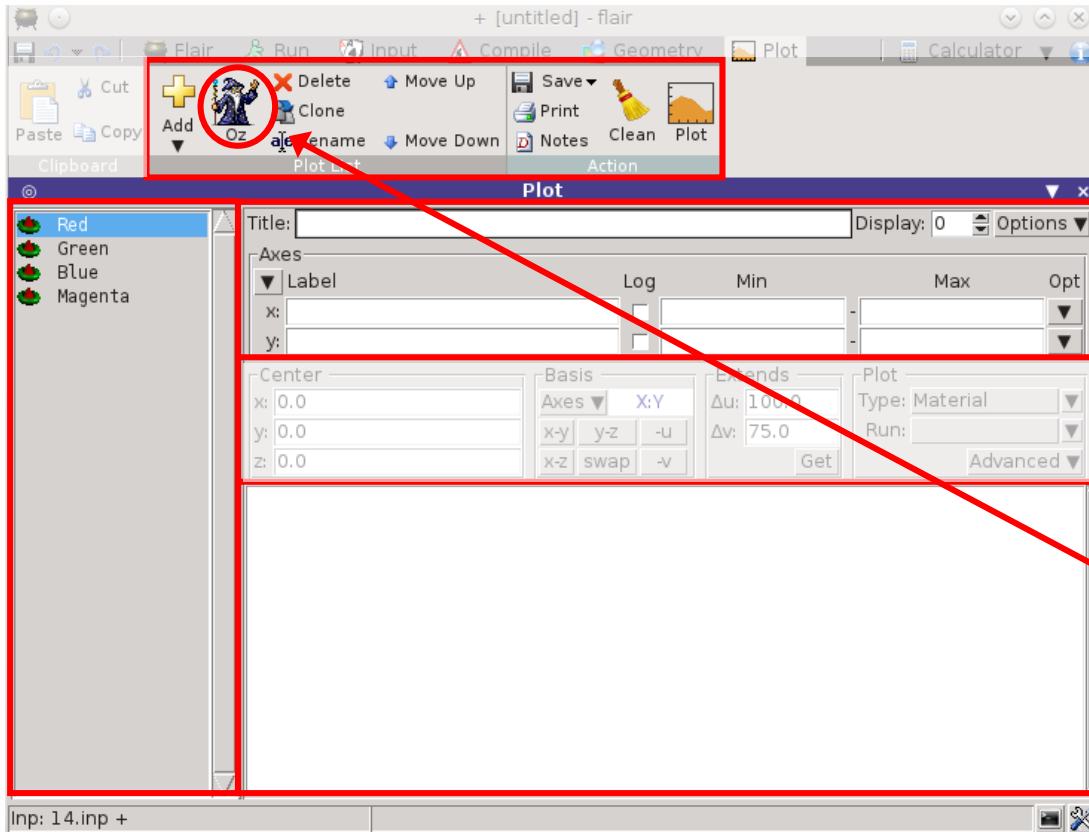 + [untitled] - flair
Flair Run Input Compile Geometry Plot Calculator
Cut Delete Move Up Save
Clone Print
Paste Copy Add Oz Rename Move Down Notes Clean Plot
Clipboard Plot List Action
Plot
Red
Green
Blue
Magenta
Title: Display: 0 Options
Axes
Label Log Min Max Opt
x: -
y: -
Center Basis Extends Plot
x: 0.0 Axes X:Y Δu: 100.0 Type: Material
y: 0.0 x-y y-z -u Δv: 75.0 Run:
z: 0.0 x-z swap -v Get Advanced
Inp: 14.inp +